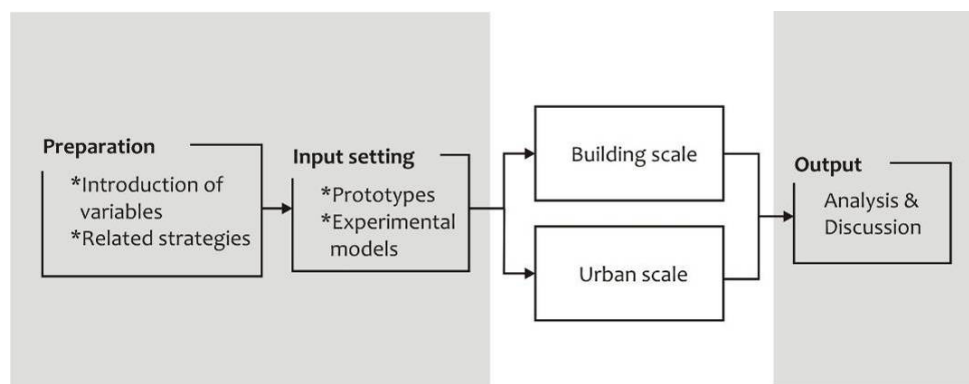 Preparation
*Introduction of
variables
*Related strategies
Input setting
*Prototypes
*Experimental
models
Building scale
Urban scale
Output
Analysis &
Discussion